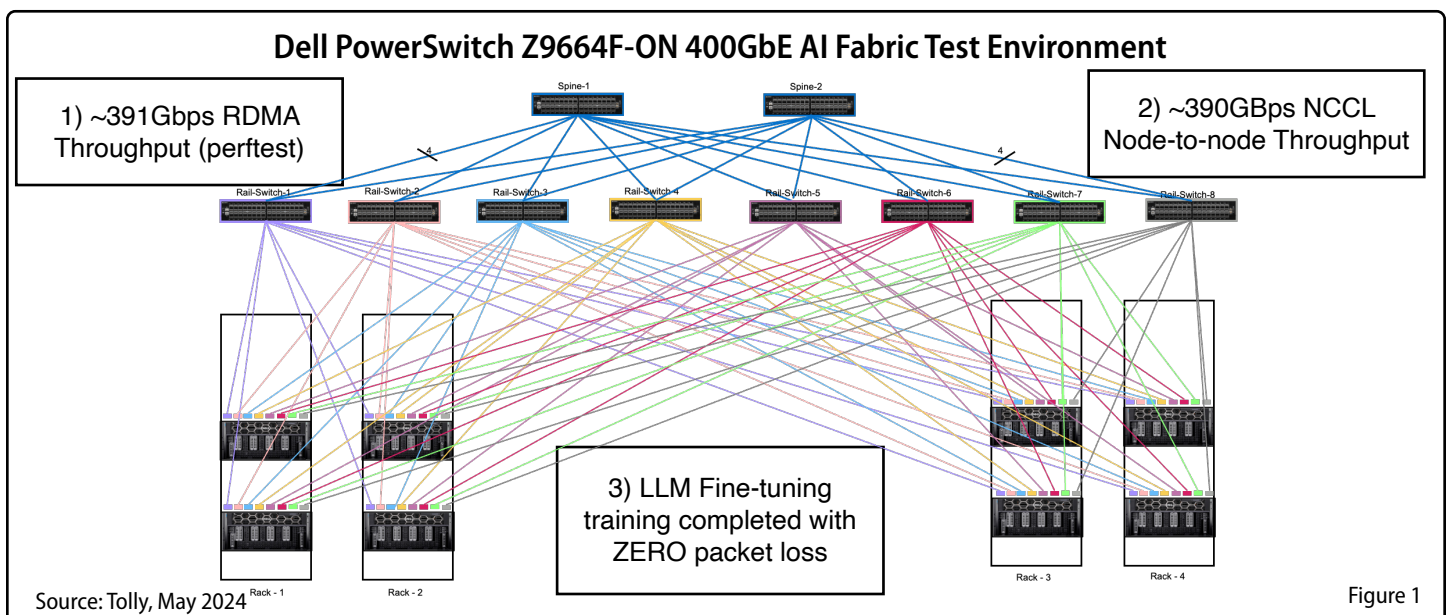 Dell PowerSwitch Z9664F-ON 400GbE AI Fabric Test Environment
1) ~391Gbps RDMA
Throughput (perftest)
Spine-1
Spine-2
2) ~390GBps NCCL
Node-to-node Throughput
4
4
Rail-Switch-1
Rail-Switch-2
Rail-Switch-3
Rail-Switch-4
Rail-Switch-5
Rail-Switch-6
Rail-Switch-7
Rail-Switch-8
3) LLM Fine-tuning
training completed with
ZERO packet loss
Rack - 1
Rack - 2
Rack - 3
Rack - 4
Source: Tolly, May 2024
Figure 1